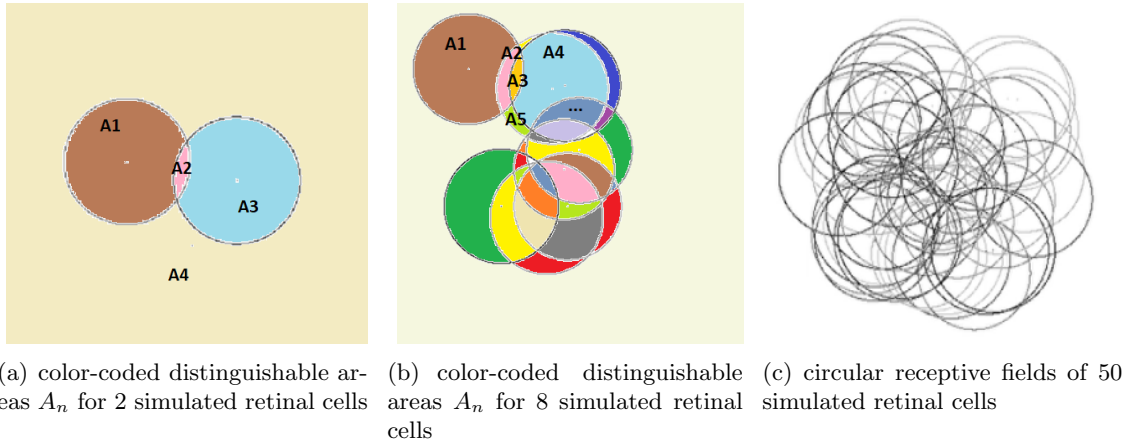 A1
A2
A3
A4
A1
A2
A4
A3
A5
...
(a) color-coded distinguishable ar-
eas An for 2 simulated retinal cells
(b) color-coded distinguishable
areas An for 8 simulated retinal
cells
(c) circular receptive fields of 50
simulated retinal cells